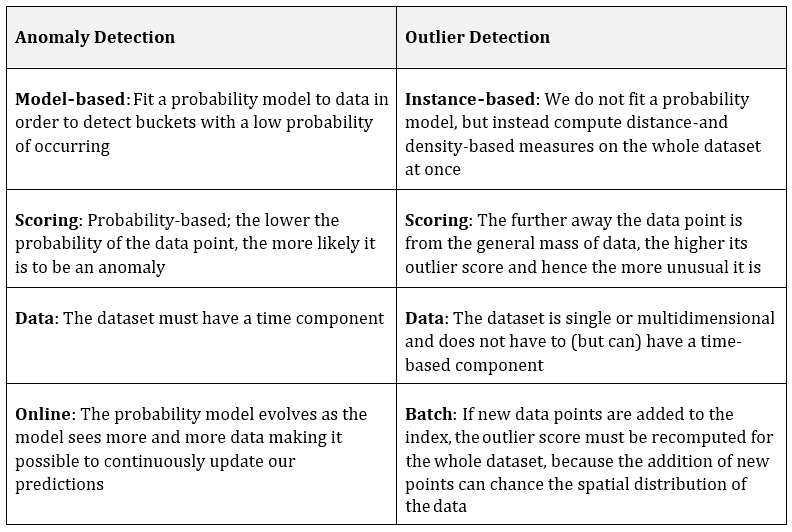 Anomaly Detection
Outlier Detection
Model-based: Fit a probability model to data in
order to detect buckets with a low probability
of occurring
Instance-based: We do not fit a probability
model, but instead compute distance-and
density-based measures on the whole dataset
at once
Scoring: Probability-based; the lower the
probability of the data point, the more likely it
is to be an anomaly
Scoring: The further away the data point is
from the general mass of data, the higher its
outlier score and hence the more unusual it is
Data: The dataset must have a time component
Data: The dataset is single or multidimensional
and does not have to (but can) have a time-
based component
Online: The probability model evolves as the
model sees more and more data making it
possible to continuously update our
predictions
Batch: If new data points are added to the
index, the outlier score must be recomputed for
the whole dataset, because the addition of new
points can chance the spatial distribution of
the data